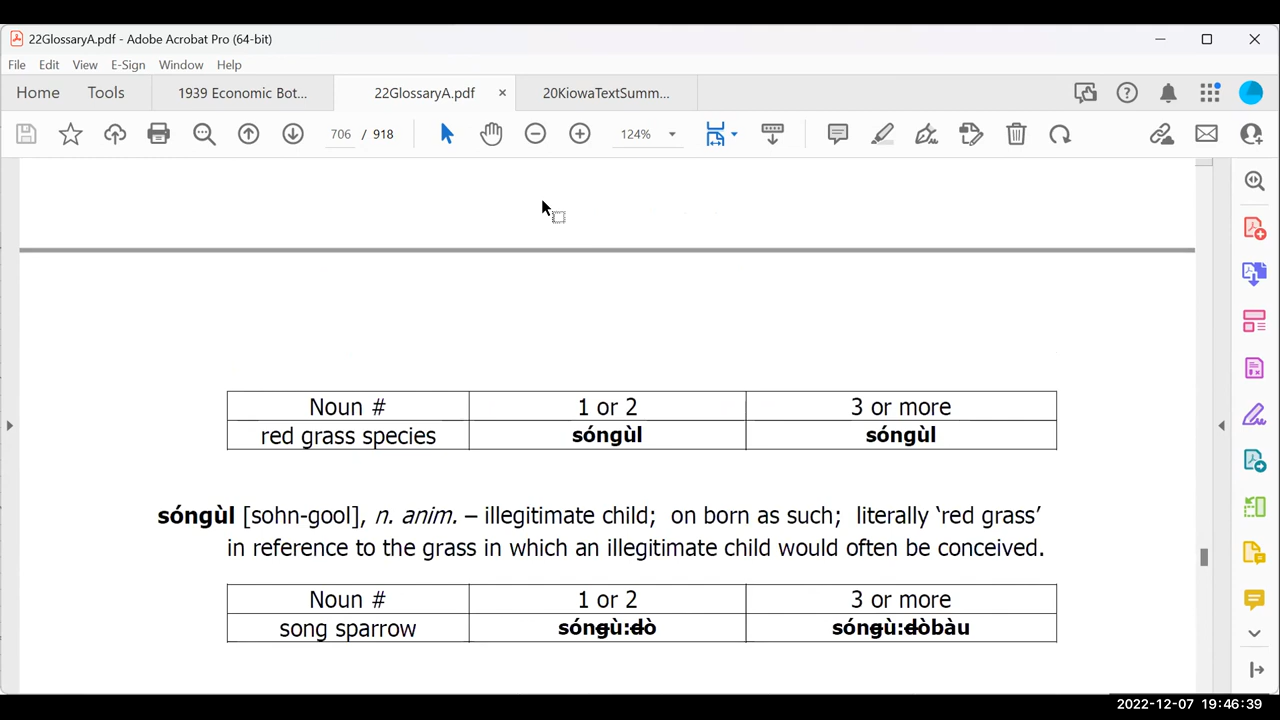 22GlossaryA.pdf - Adobe Acrobat Pro (64-bit)
File Edit View E-Sign Window Help
Home Tools 1939 Economic Bot... 22GlossaryA.pdf × 20KiowaTextSumm...
706 / 918 124%
Noun # 1 or 2 3 or more
red grass species sóngùl sóngùl
sóngùl [sohn-gool], n. anim. – illegitimate child; on born as such; literally ‘red grass’
in reference to the grass in which an illegitimate child would often be conceived.
Noun # 1 or 2 3 or more
song sparrow sóng̶ù:d̶ò sóng̶ù:d̶òbàu
2022-12-07 19:46:39